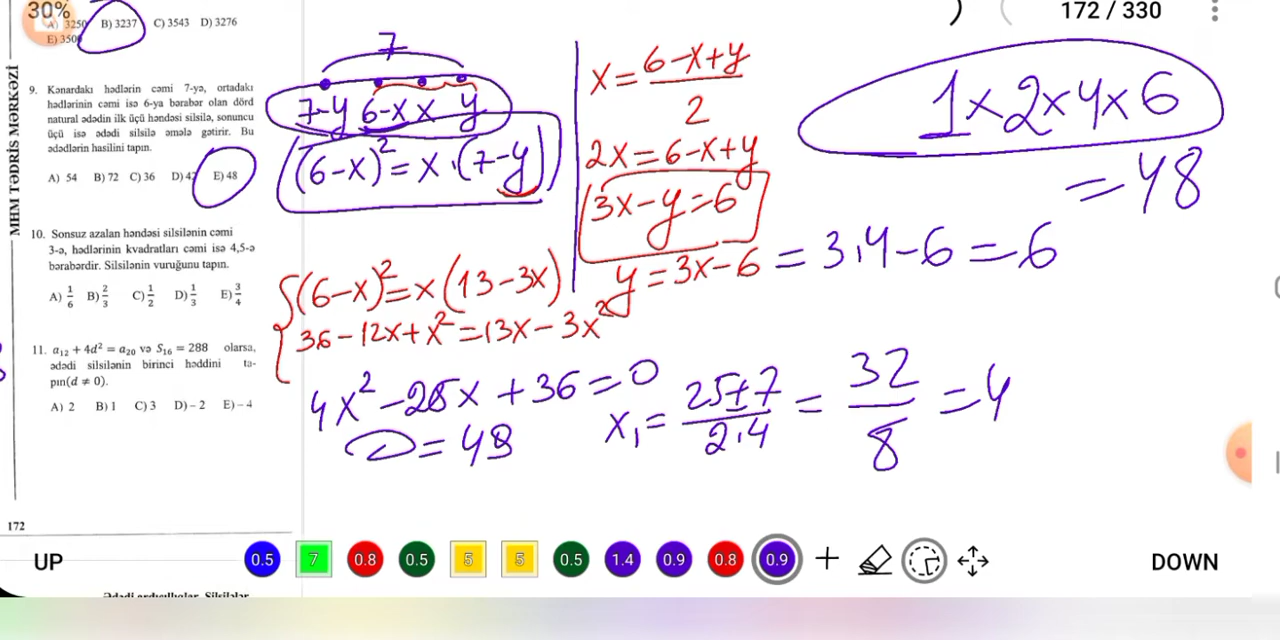 30%
A) 3250 B) 3237 C) 3543 D) 3276
E) 3500
172 / 330
MHM TƏDRİS MƏRKƏZİ
9. Kənardakı hədlərin cəmi 7-yə, ortadakı
hədlərinin cəmi isə 6-ya bərabər olan dörd
natural ədədin ilk üçü həndəsi silsilə, sonuncu
üçü isə ədədi silsilə əmələ gətirir. Bu
ədədlərin hasilini tapın.
A) 54 B) 72 C) 36 D) 42 E) 48
10. Sonsuz azalan həndəsi silsilənin cəmi
3-ə, hədlərinin kvadratları cəmi isə 4,5-ə
bərabərdir. Silsilənin vuruğunu tapın.
A) 1/6 B) 2/3 C) 1/2 D) 1/3 E) 3/4
11. a₁₂ + 4d² = a₂₀ və S₁₆ = 288 olarsa,
ədədi silsilənin birinci həddini ta-
pın(d ≠ 0).
A) 2 B) 1 C) 3 D) – 2 E) – 4
172
7
7-y 6-x x y
(6-x)² = x·(7-y)
x = 6-x+y / 2
2x = 6-x+y
3x-y=6
y = 3x-6 = 3.4-6 = 6
(6-x)² = x(13-3x)
36-12x+x² = 13x-3x²
4x²-25x+36=0
D=49
x₁ = 25±7 / 2.4 = 32 / 8 = 4
1x2x4x6
= 48
UP
0.5 7 0.8 0.5 5 5 0.5 1.4 0.9 0.8 0.9 +
DOWN
Ədədi ardıcıllıqlar. Silsilələr